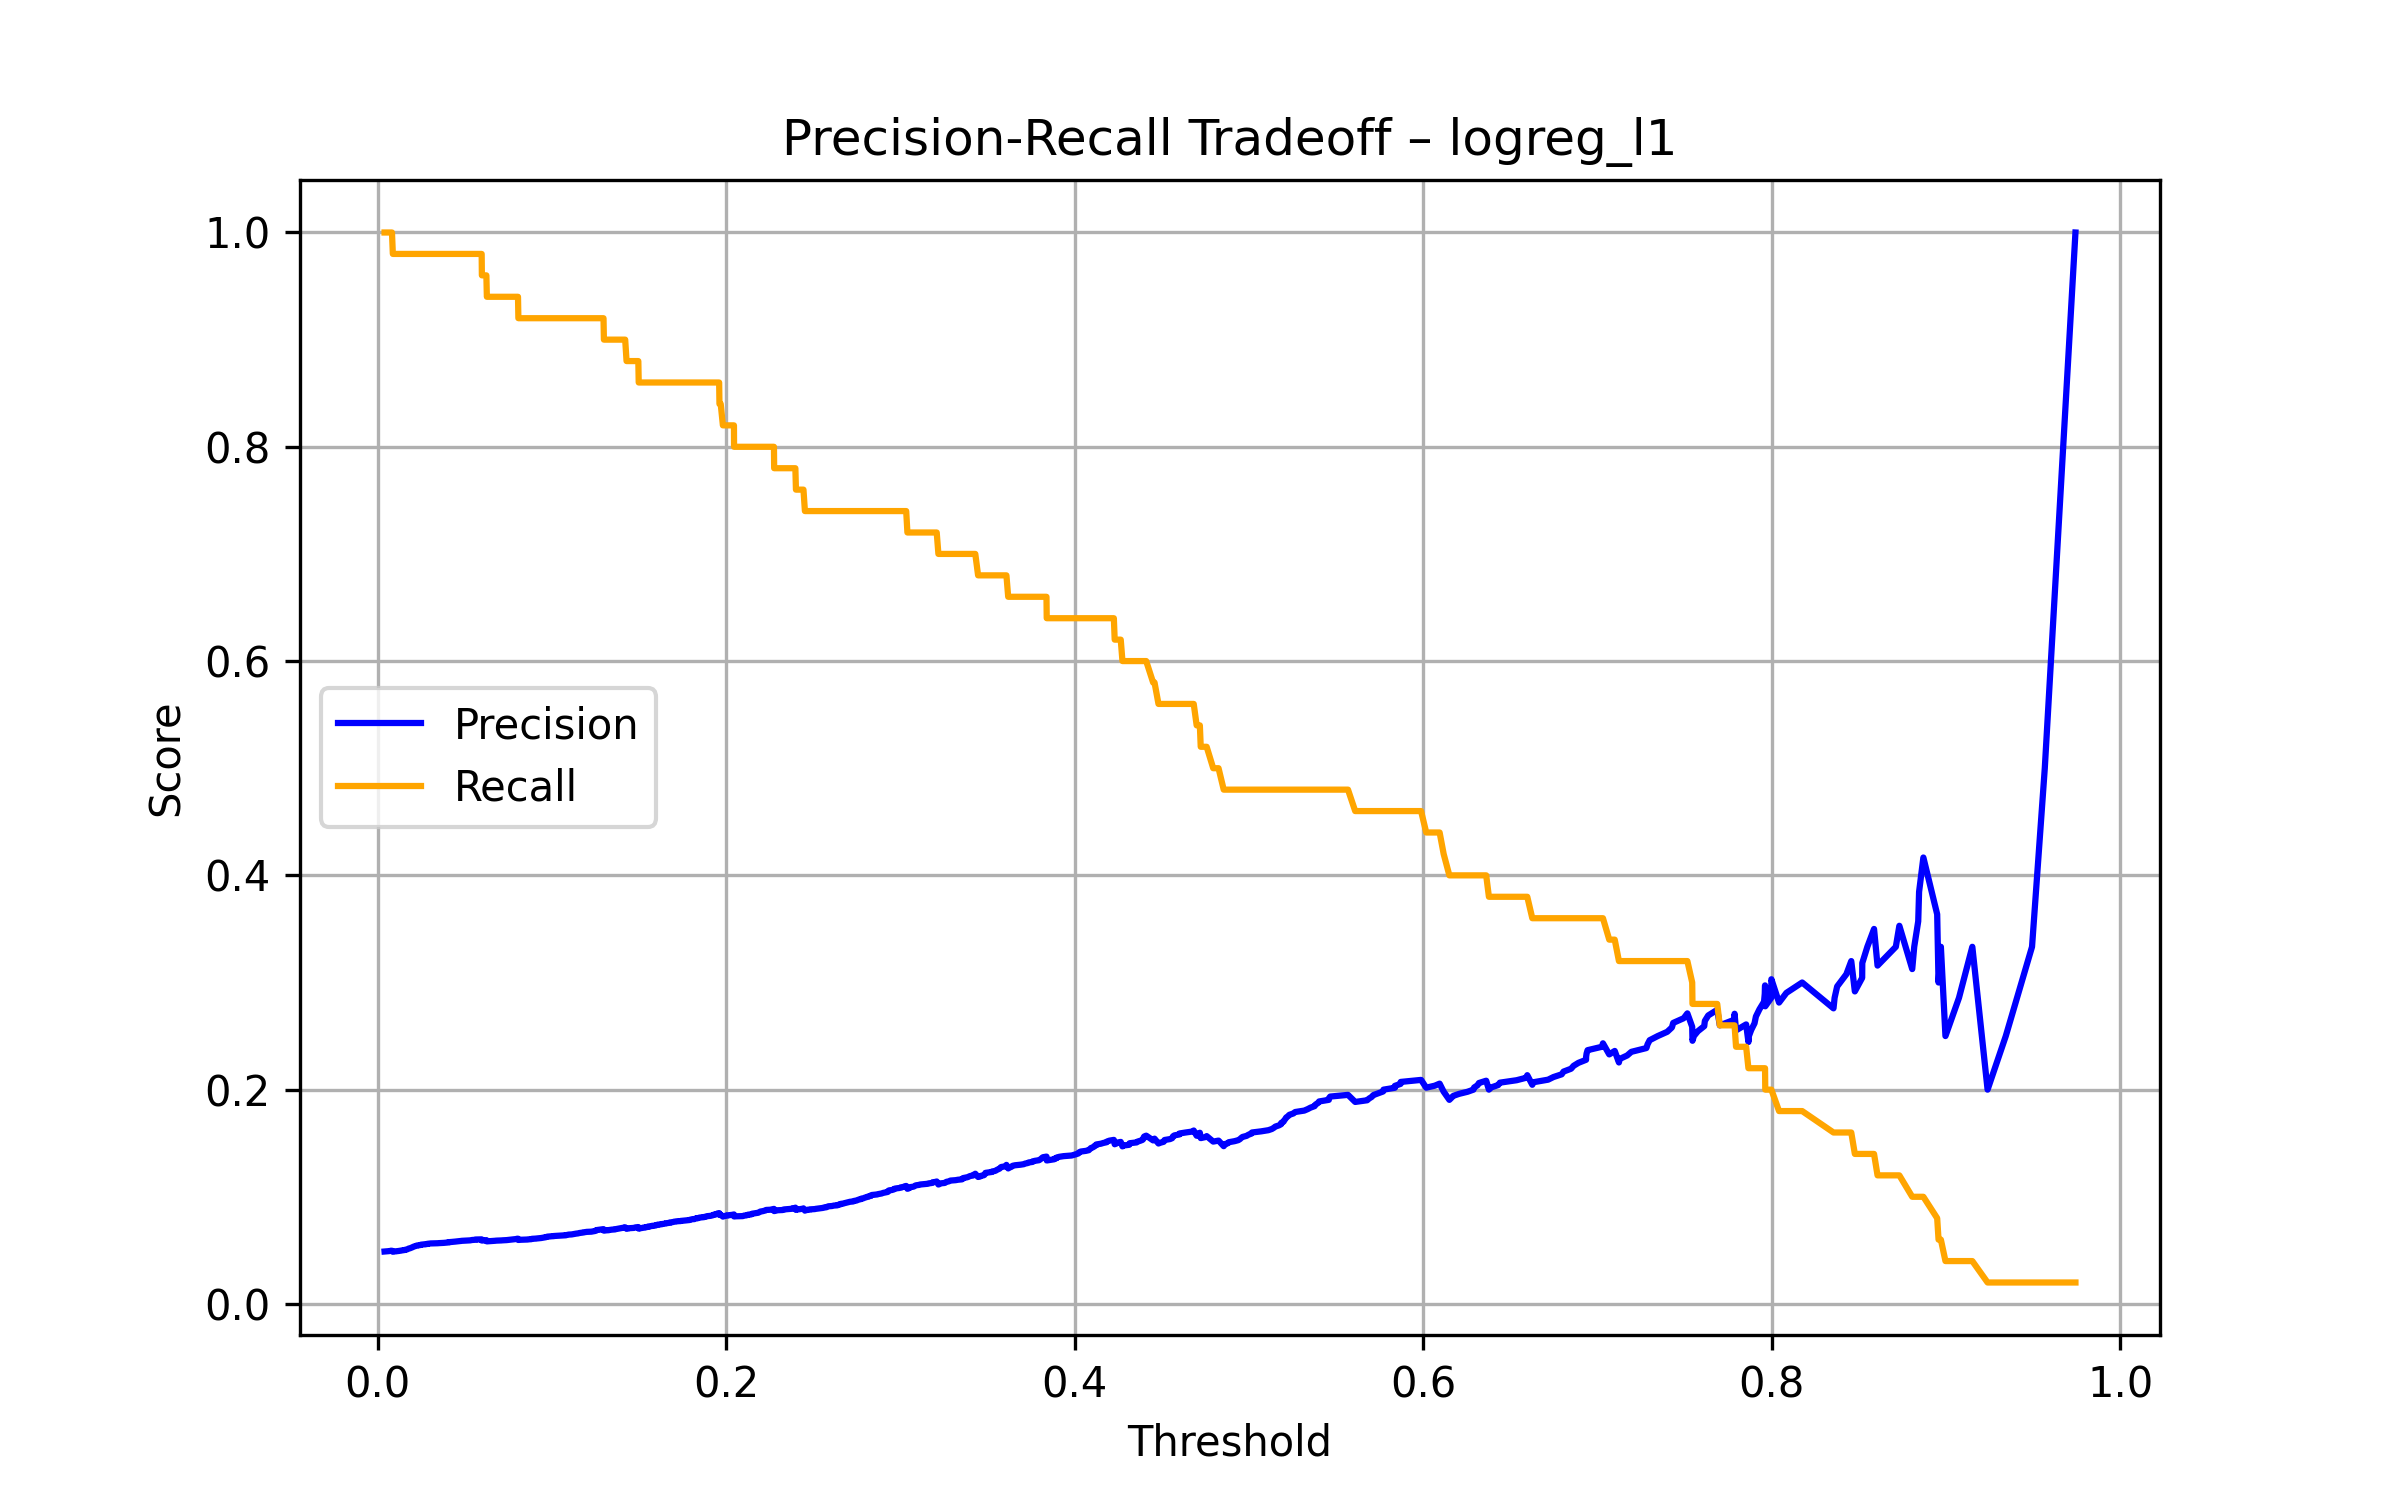 Precision-Recall Tradeoff – logreg_l1
1.0
0.8
0.6
0.4
0.2
0.0
Score
Precision
Recall
0.0 0.2 0.4 0.6 0.8 1.0
Threshold